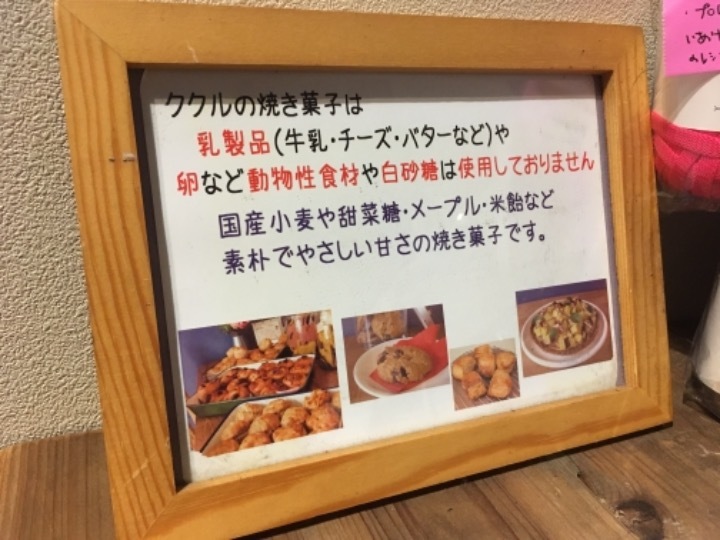 ククルの焼き菓子は
乳製品(牛乳・チーズ・バターなど)や
卵など動物性食材や白砂糖は使用しておりません
国産小麦や甜菜糖・メープル・米飴など
素朴でやさしい甘さの焼き菓子です。